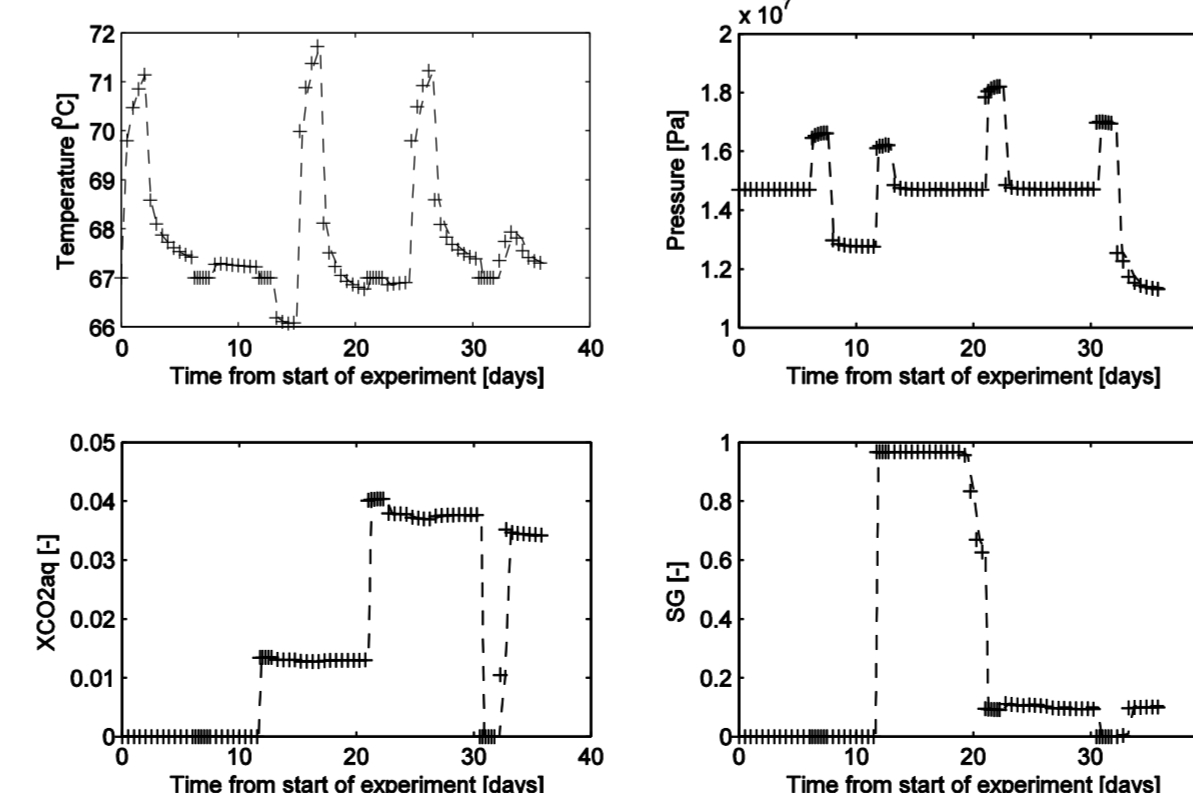 72
71
70
69
68
67
66
0 10 20 30 40
Temperature [ºC]
Time from start of experiment [days]
x 10⁷
2
1.8
1.6
1.4
1.2
1
0 10 20 30
Pressure [Pa]
Time from start of experiment [days]
0.05
0.04
0.03
0.02
0.01
0
0 10 20 30 40
XCO2aq [-]
Time from start of experiment [days]
1
0.8
0.6
0.4
0.2
0
0 10 20 30
SG [-]
Time from start of experiment [days]